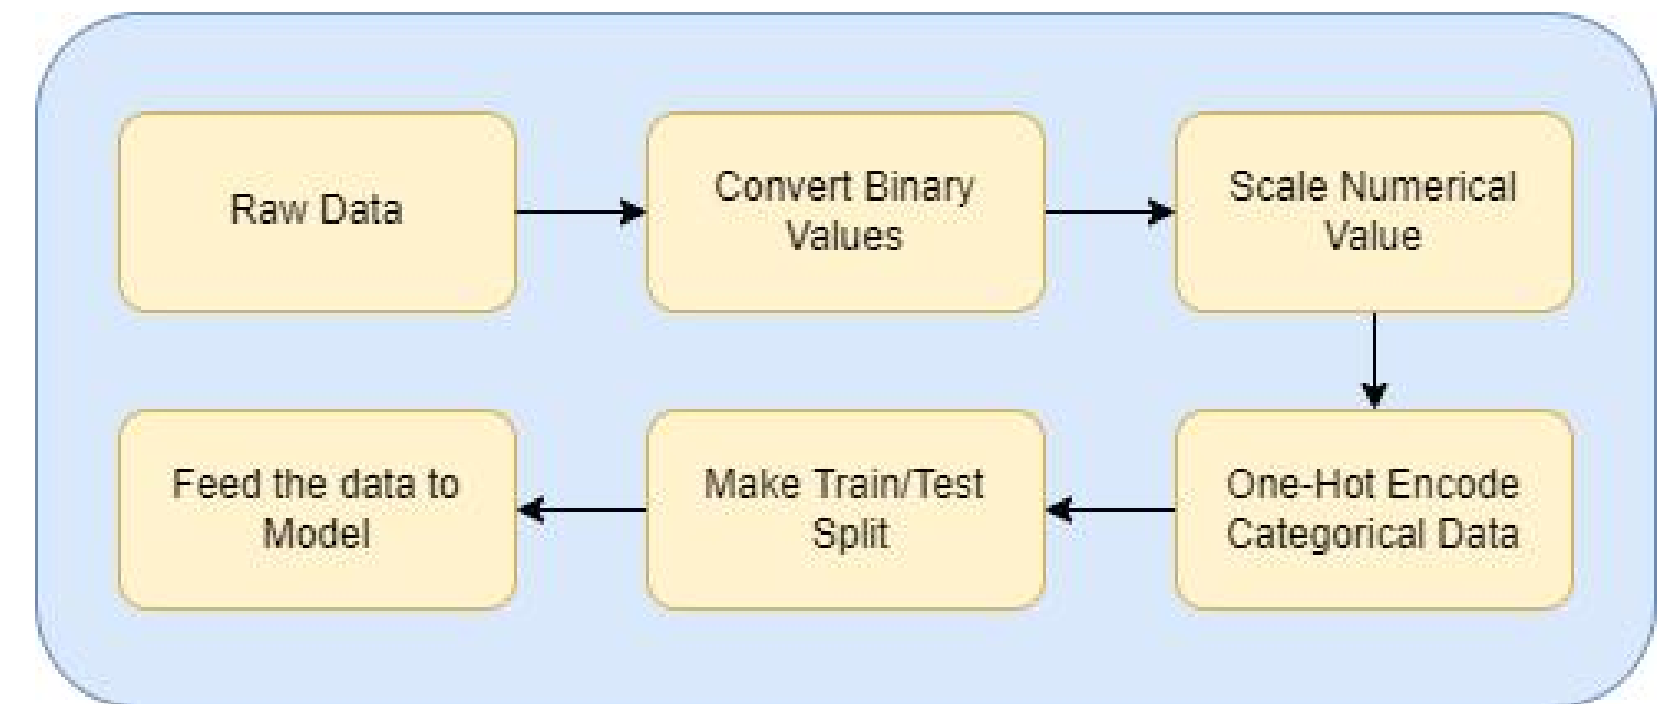 Raw Data
Convert Binary
Values
Scale Numerical
Value
One-Hot Encode
Categorical Data
Make Train/Test
Split
Feed the data to
Model